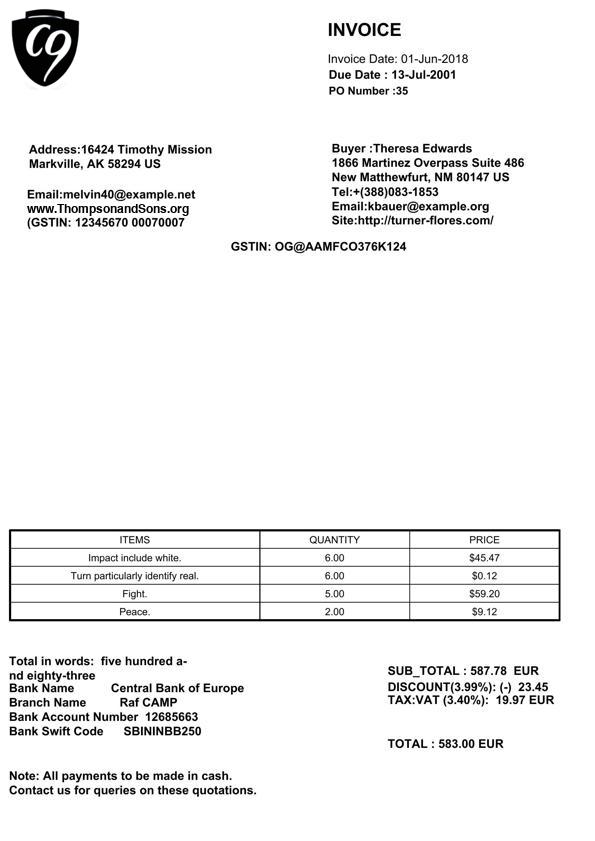 C9
INVOICE
Invoice Date: 01-Jun-2018
Due Date : 13-Jul-2001
PO Number :35
Address:16424 Timothy Mission
Markville, AK 58294 US
Email:melvin40@example.net
www.ThompsonandSons.org
(GSTIN: 12345670 00070007
Buyer :Theresa Edwards
1866 Martinez Overpass Suite 486
New Matthewfurt, NM 80147 US
Tel:+(388)083-1853
Email:kbauer@example.org
Site:http://turner-flores.com/
GSTIN: OG@AAMFCO376K124
ITEMS QUANTITY PRICE
Impact include white. 6.00 $45.47
Turn particularly identify real. 6.00 $0.12
Fight. 5.00 $59.20
Peace. 2.00 $9.12
Total in words: five hundred a-
nd eighty-three
Bank Name Central Bank of Europe
Branch Name Raf CAMP
Bank Account Number 12685663
Bank Swift Code SBININBB250
SUB_TOTAL : 587.78 EUR
DISCOUNT(3.99%): (-) 23.45
TAX:VAT (3.40%): 19.97 EUR
TOTAL : 583.00 EUR
Note: All payments to be made in cash.
Contact us for queries on these quotations.